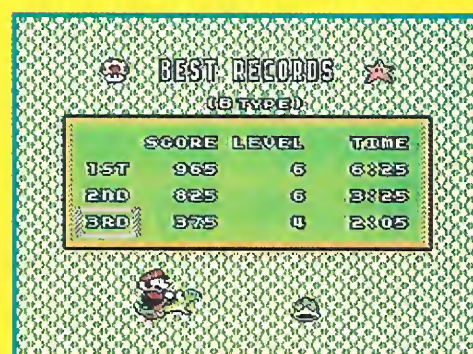 BEST RECORDS
(B TYPE)
SCORE LEVEL TIME
1ST 965 6 6:25
2ND 825 6 3:25
3RD 375 4 2:05